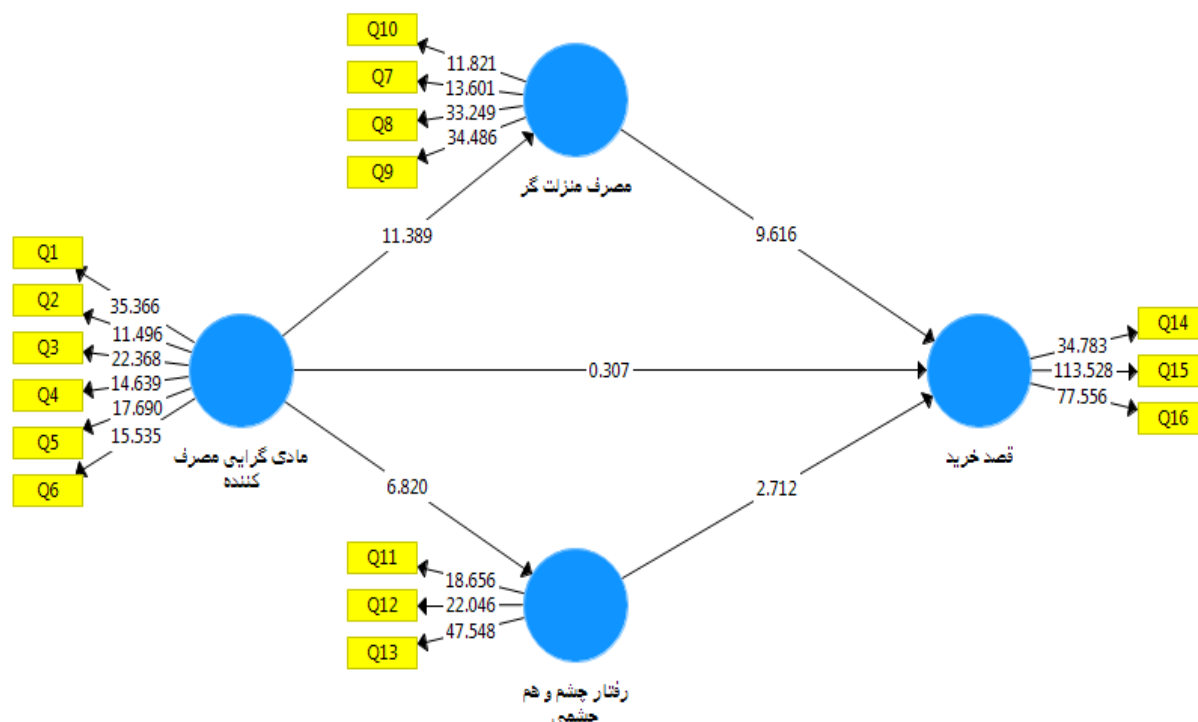 Q10
Q7
Q8
Q9
11.821
13.601
33.249
34.486
مصرف منزلت گر
11.389
9.616
Q1
Q2
Q3
Q4
Q5
Q6
35.366
11.496
22.368
14.639
17.690
15.535
مادی گرایی مصرف
کننده
0.307
34.783
113.528
77.556
Q14
Q15
Q16
قصد خرید
6.820
2.712
Q11
Q12
Q13
18.656
22.046
47.548
رفتار چشم و هم
چشمی